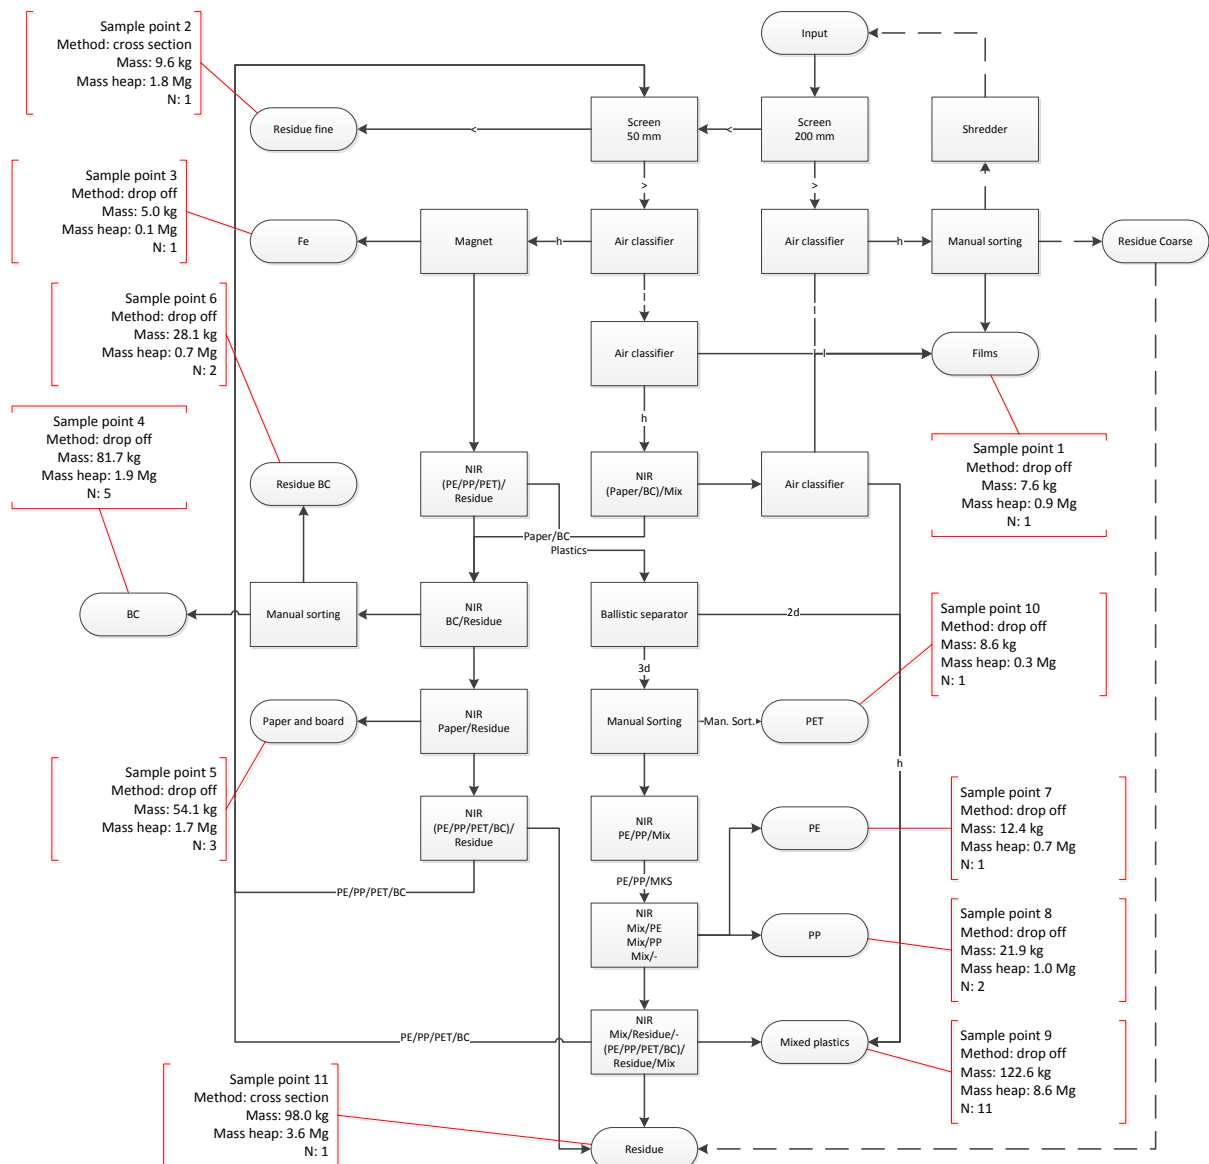 Sample point 2
Method: cross section
Mass: 9.6 kg
Mass heap: 1.8 Mg
N: 1
Input
Residue fine
<
Screen
50 mm
<
Screen
200 mm
Shredder
>
>
Sample point 3
Method: drop off
Mass: 5.0 kg
Mass heap: 0.1 Mg
N: 1
Fe
Magnet
h
Air classifier
Air classifier
h
Manual sorting
Residue Coarse
Sample point 6
Method: drop off
Mass: 28.1 kg
Mass heap: 0.7 Mg
N: 2
l
l
Air classifier
l
Films
Sample point 4
Method: drop off
Mass: 81.7 kg
Mass heap: 1.9 Mg
N: 5
h
Sample point 1
Method: drop off
Mass: 7.6 kg
Mass heap: 0.9 Mg
N: 1
Residue BC
NIR
(PE/PP/PET)/
Residue
NIR
(Paper/BC)/Mix
Air classifier
Paper/BC
Plastics
BC
Manual sorting
NIR
BC/Residue
Ballistic separator
2d
3d
Sample point 10
Method: drop off
Mass: 8.6 kg
Mass heap: 0.3 Mg
N: 1
Paper and board
NIR
Paper/Residue
Manual Sorting
Man. Sort.
PET
h
Sample point 5
Method: drop off
Mass: 54.1 kg
Mass heap: 1.7 Mg
N: 3
NIR
(PE/PP/PET/BC)/
Residue
NIR
PE/PP/Mix
PE
Sample point 7
Method: drop off
Mass: 12.4 kg
Mass heap: 0.7 Mg
N: 1
PE/PP/PET/BC
PE/PP/MKS
NIR
Mix/PE
Mix/PP
Mix/-
PP
Sample point 8
Method: drop off
Mass: 21.9 kg
Mass heap: 1.0 Mg
N: 2
PE/PP/PET/BC
NIR
Mix/Residue/-
(PE/PP/PET/BC)/
Residue/Mix
Mixed plastics
Sample point 9
Method: drop off
Mass: 122.6 kg
Mass heap: 8.6 Mg
N: 11
Sample point 11
Method: cross section
Mass: 98.0 kg
Mass heap: 3.6 Mg
N: 1
Residue